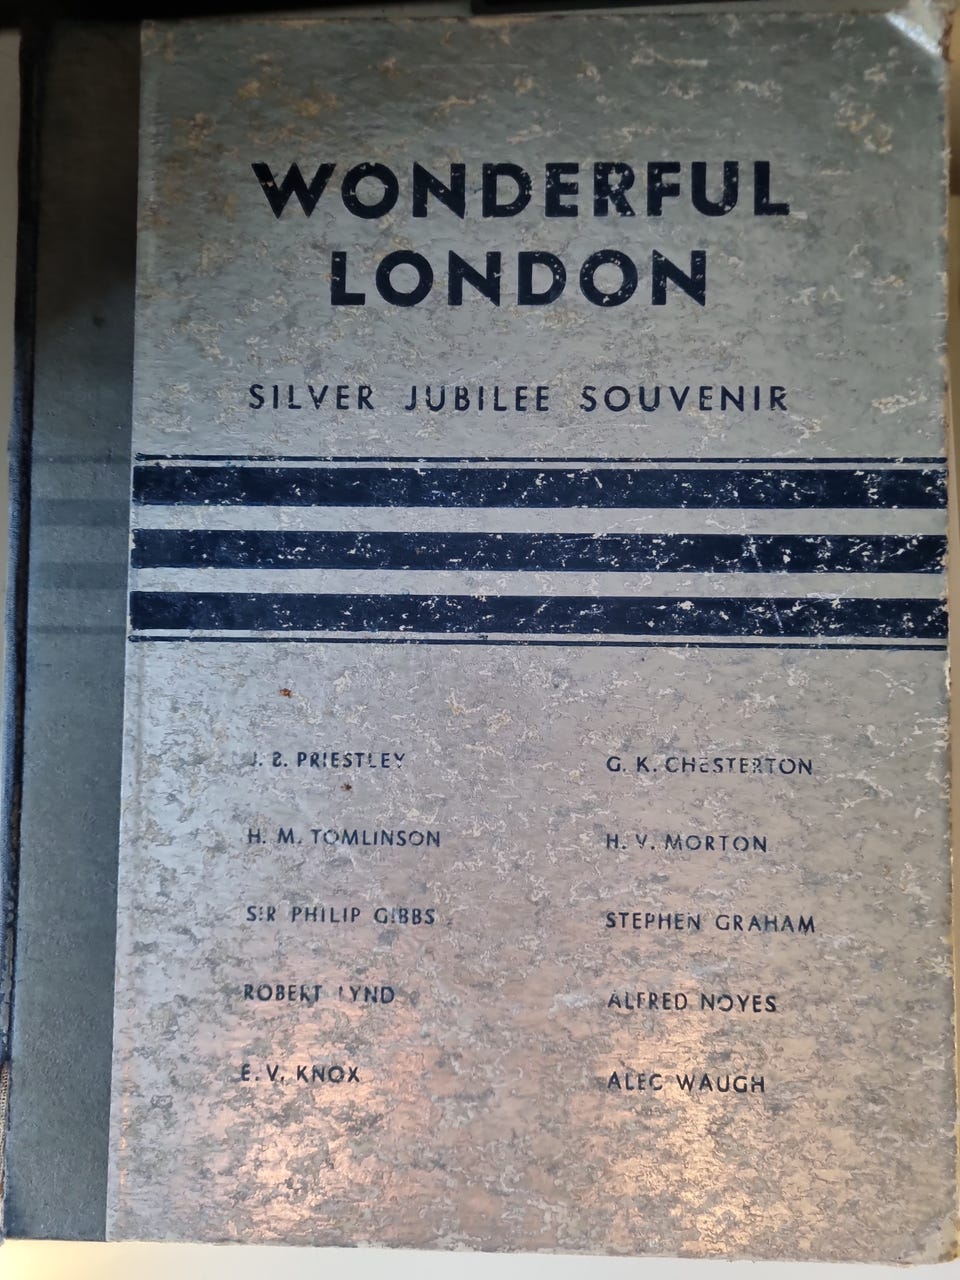 WONDERFUL
LONDON
SILVER JUBILEE SOUVENIR
J. B. PRIESTLEY
G. K. CHESTERTON
H. M. TOMLINSON
H. V. MORTON
SIR PHILIP GIBBS
STEPHEN GRAHAM
ROBERT LYND
ALFRED NOYES
E. V. KNOX
ALEC WAUGH